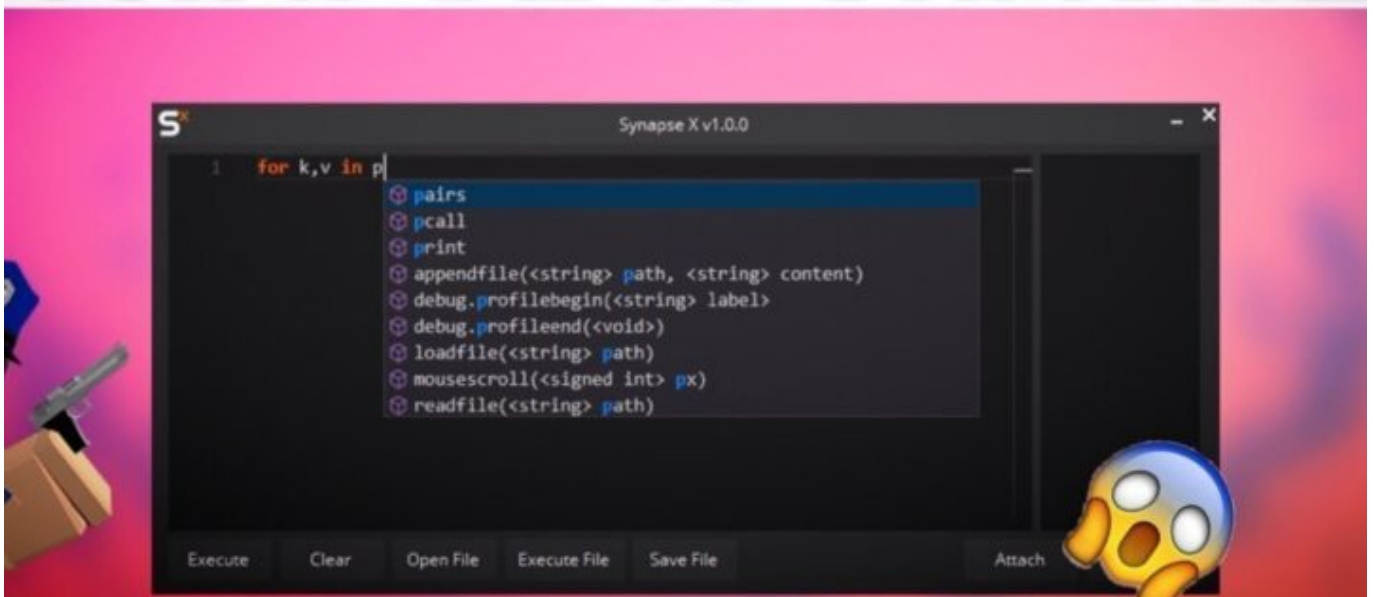 Sx
Synapse X v1.0.0
1 for k,v in p
pairs
pcall
print
appendfile(<string> path, <string> content)
debug.profilebegin(<string> label>
debug.profileend(<void>)
loadfile(<string> path)
mousescroll(<signed int> px)
readfile(<string> path)
Execute Clear Open File Execute File Save File Attach